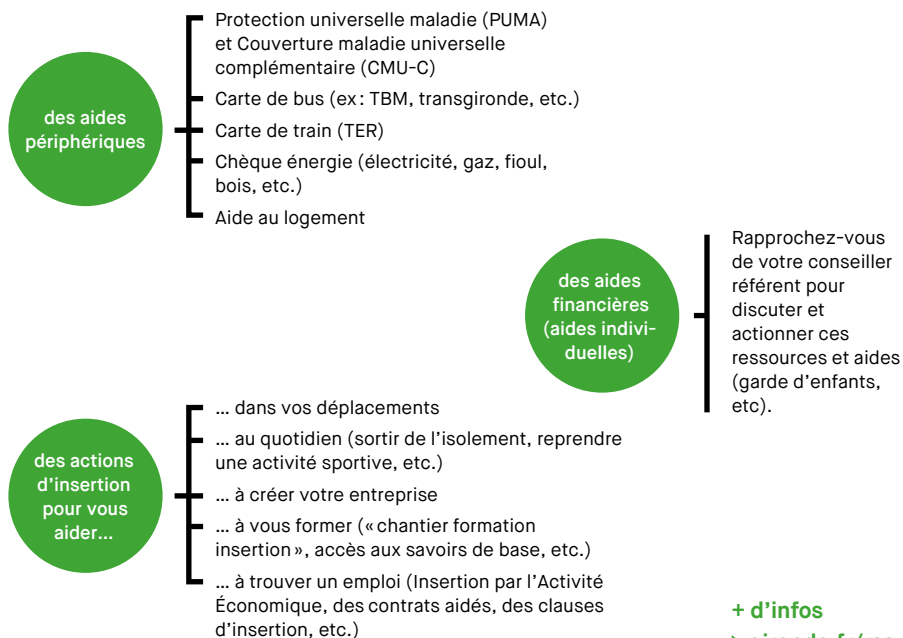 des aides
périphériques
Protection universelle maladie (PUMA)
et Couverture maladie universelle
complémentaire (CMU-C)
Carte de bus (ex : TBM, transgironde, etc.)
Carte de train (TER)
Chèque énergie (électricité, gaz, fioul,
bois, etc.)
Aide au logement
des aides
financières
(aides indivi-
duelles)
Rapprochez-vous
de votre conseiller
référent pour
discuter et
actionner ces
ressources et aides
(garde d'enfants,
etc).
des actions
d'insertion
pour vous
aider...
... dans vos déplacements
... au quotidien (sortir de l'isolement, reprendre
une activité sportive, etc.)
... à créer votre entreprise
... à vous former (« chantier formation
insertion », accès aux savoirs de base, etc.)
... à trouver un emploi (Insertion par l'Activité
Économique, des contrats aidés, des clauses
d'insertion, etc.)
+ d'infos